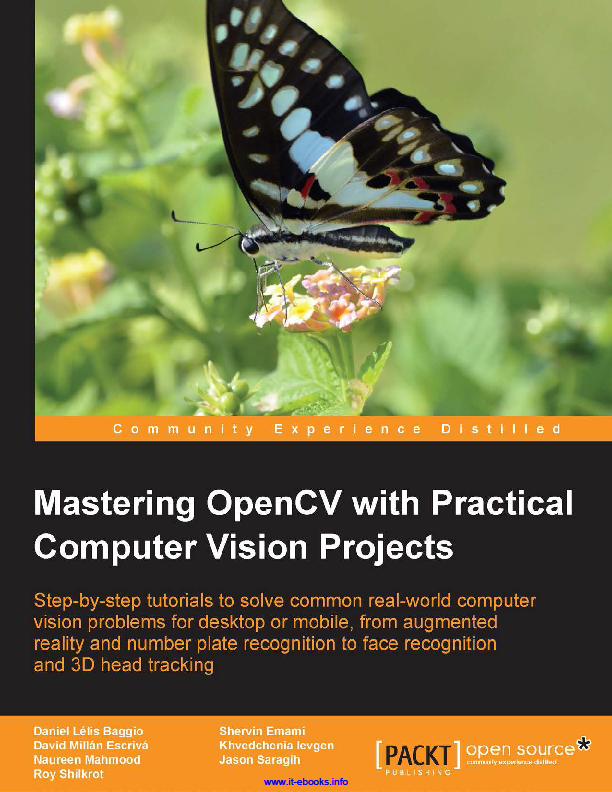 Community Experience Distilled
Mastering OpenCV with Practical
Computer Vision Projects
Step-by-step tutorials to solve common real-world computer
vision problems for desktop or mobile, from augmented
reality and number plate recognition to face recognition
and 3D head tracking
Daniel Lélis Baggio
David Millán Escrivá
Naureen Mahmood
Roy Shilkrot
Shervin Emami
Khvedchenia Ievgen
Jason Saragih
[PACKT]
PUBLISHING
open source*
community experience distilled
www.it-ebooks.info